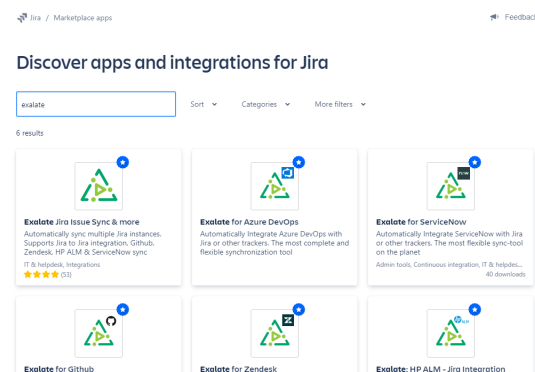 Jira / Marketplace apps
Feedbac
Discover apps and integrations for Jira
exalate
Sort
Categories
More filters
6 results
Exalate Jira Issue Sync & more
Automatically sync multiple Jira instances.
Supports Jira to Jira integration, Github,
Zendesk, HP ALM & ServiceNow sync
IT & helpdesk, Integrations
(53)
Exalate for Azure DevOps
Automatically Integrate Azure DevOps with
Jira or other trackers. The most complete and
flexible synchronization tool
now
Exalate for ServiceNow
Automatically Integrate ServiceNow with Jira
or other trackers. The most flexible sync-tool
on the planet
Admin tools, Continuous integration, IT & helpdes...
40 downloads
Exalate for Github
Exalate for Zendesk
Exalate: HP ALM - Jira Integration